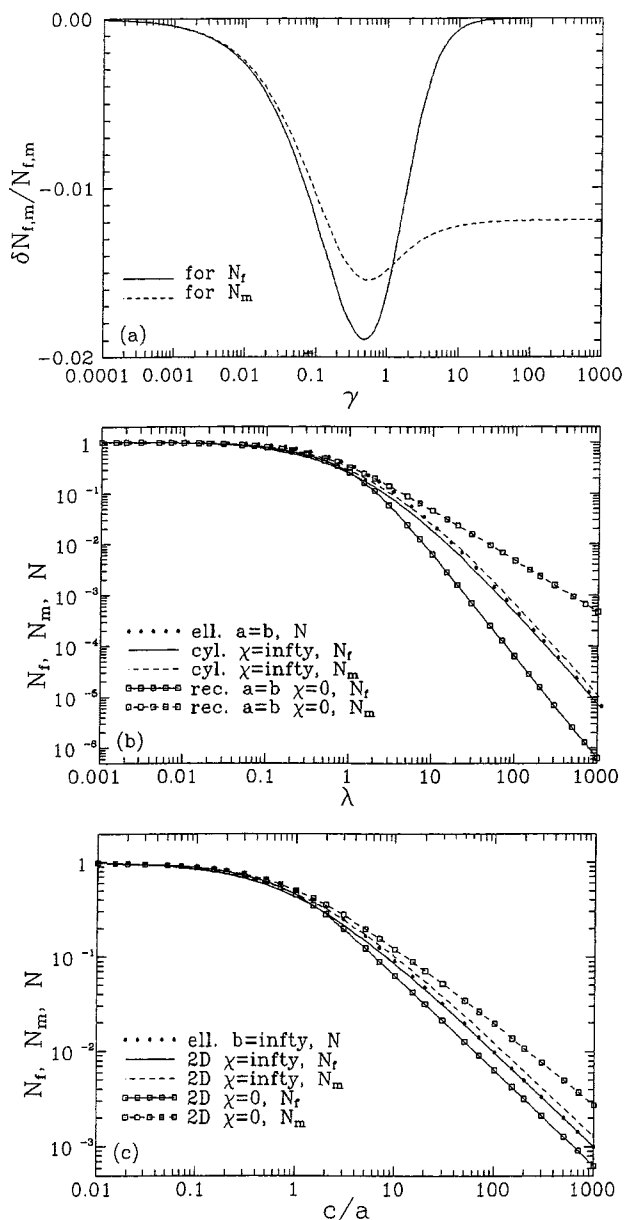 0.00
-0.01
-0.02
δN_f,m/N_f,m
for N_f
for N_m
(a)
0.0001 0.001 0.01 0.1 1 10 100 1000
γ
1
10⁻¹
10⁻²
10⁻³
10⁻⁴
10⁻⁵
10⁻⁶
N_f, N_m, N
ell. a=b, N
cyl. χ=infty, N_f
cyl. χ=infty, N_m
rec. a=b χ=0, N_f
rec. a=b χ=0, N_m
(b)
0.001 0.01 0.1 1 10 100 1000
λ
1
10⁻¹
10⁻²
10⁻³
N_f, N_m, N
ell. b=infty, N
2D χ=infty, N_f
2D χ=infty, N_m
2D χ=0, N_f
2D χ=0, N_m
(c)
0.01 0.1 1 10 100 1000
c/a